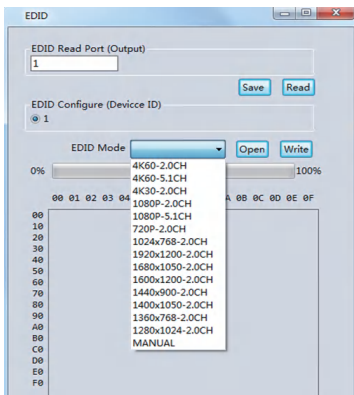 EDID
EDID Read Port (Output)
1
Save Read
EDID Configure (Devicce ID)
1
EDID Mode Open Write
0% 100%
4K60-2.0CH
4K60-5.1CH
4K30-2.0CH
1080P-2.0CH
1080P-5.1CH
720P-2.0CH
1024x768-2.0CH
1920x1200-2.0CH
1680x1050-2.0CH
1600x1200-2.0CH
1440x900-2.0CH
1400x1050-2.0CH
1360x768-2.0CH
1280x1024-2.0CH
MANUAL
00 01 02 03 04 A 0B 0C 0D 0E 0F
00
10
20
30
40
50
60
70
80
90
A0
B0
C0
D0
E0
F0